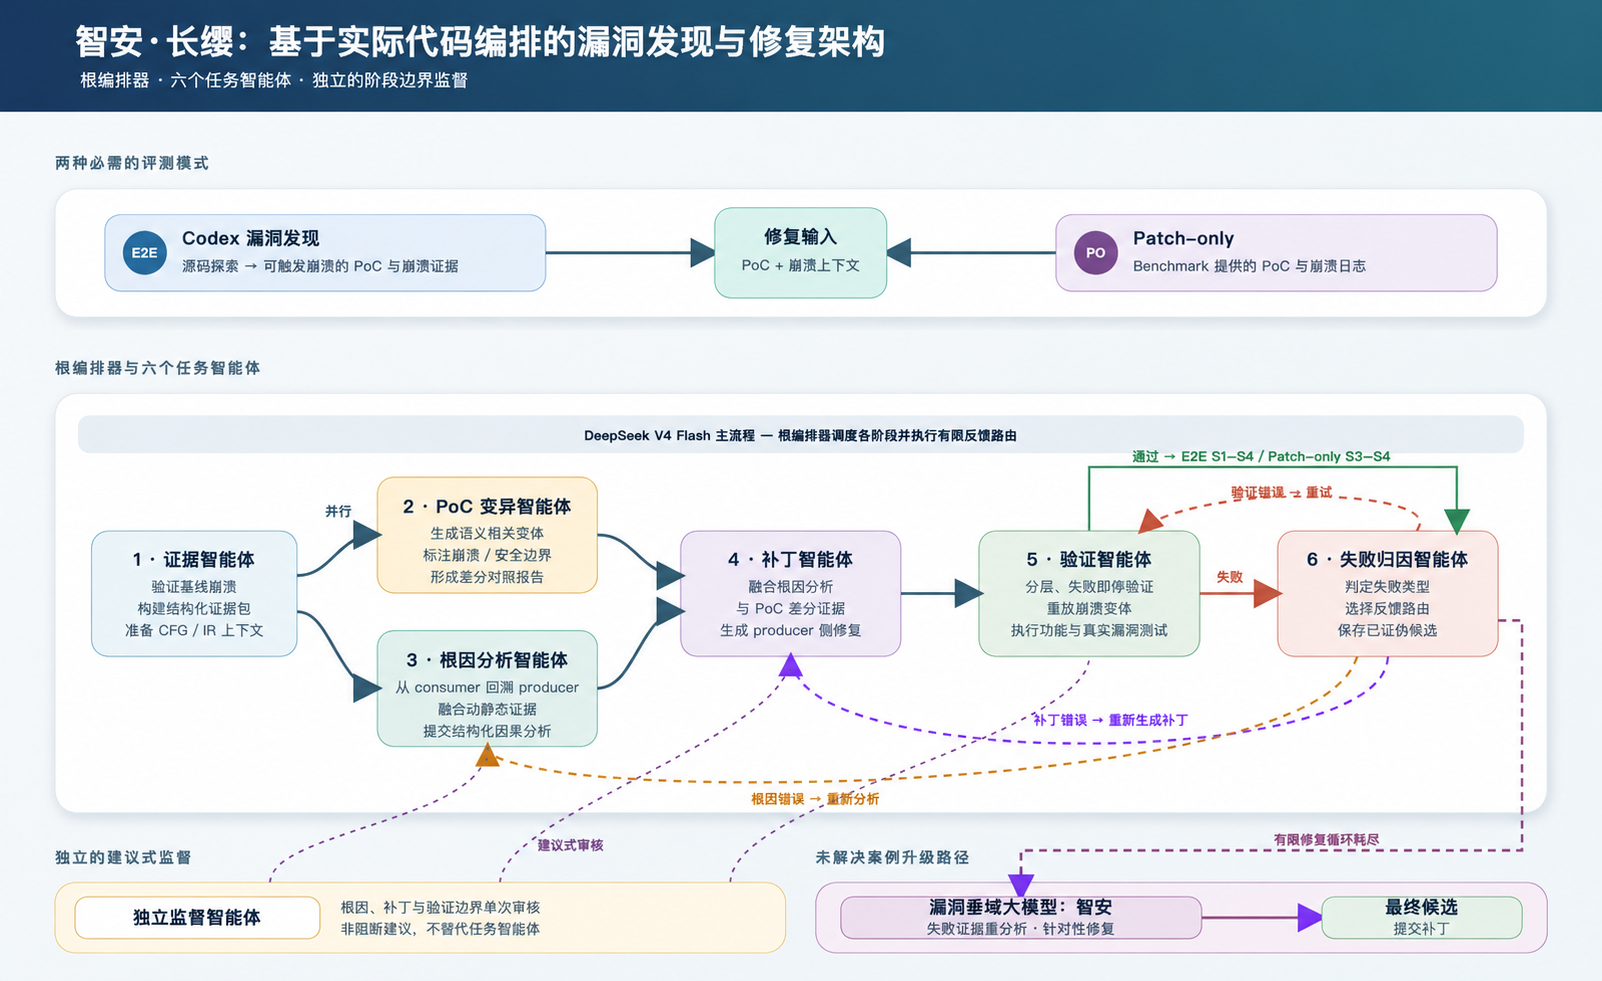 智安·长缨：基于实际代码编排的漏洞发现与修复架构
根编排器 · 六个任务智能体 · 独立的阶段边界监督
两种必需的评测模式
E2E
Codex 漏洞发现
源码探索 → 可触发崩溃的 PoC 与崩溃证据
修复输入
PoC + 崩溃上下文
PO
Patch-only
Benchmark 提供的 PoC 与崩溃日志
根编排器与六个任务智能体
DeepSeek V4 Flash 主流程 — 根编排器调度各阶段并执行有限反馈路由
通过 → E2E S1–S4 / Patch-only S3–S4
验证错误 → 重试
并行
1 · 证据智能体
验证基线崩溃
构建结构化证据包
准备 CFG / IR 上下文
2 · PoC 变异智能体
生成语义相关变体
标注崩溃 / 安全边界
形成差分对照报告
3 · 根因分析智能体
从 consumer 回溯 producer
融合动静态证据
提交结构化因果分析
4 · 补丁智能体
融合根因分析
与 PoC 差分证据
生成 producer 侧修复
5 · 验证智能体
分层、失败即停验证
重放崩溃变体
执行功能与真实漏洞测试
失败
6 · 失败归因智能体
判定失败类型
选择反馈路由
保存已证伪候选
补丁错误 → 重新生成补丁
根因错误 → 重新分析
建议式审核
有限修复循环耗尽
独立的建议式监督
独立监督智能体
根因、补丁与验证边界单次审核
非阻断建议，不替代任务智能体
未解决案例升级路径
漏洞垂域大模型：智安
失败证据重分析 · 针对性修复
最终候选
提交补丁